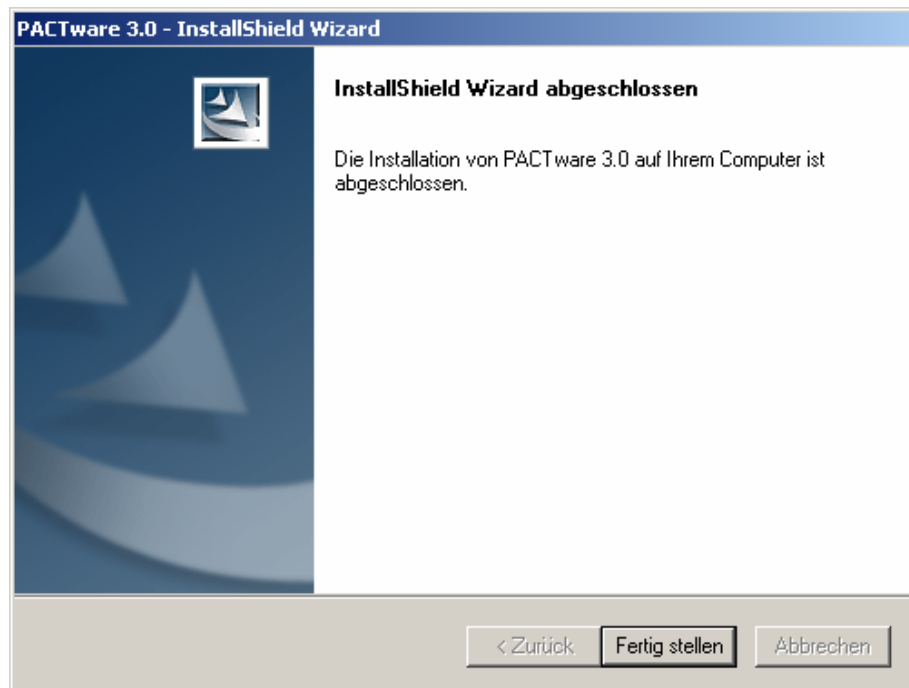 PACTware 3.0 - InstallShield Wizard
InstallShield Wizard abgeschlossen
Die Installation von PACTware 3.0 auf Ihrem Computer ist
abgeschlossen.
< Zurück
Fertig stellen
Abbrechen